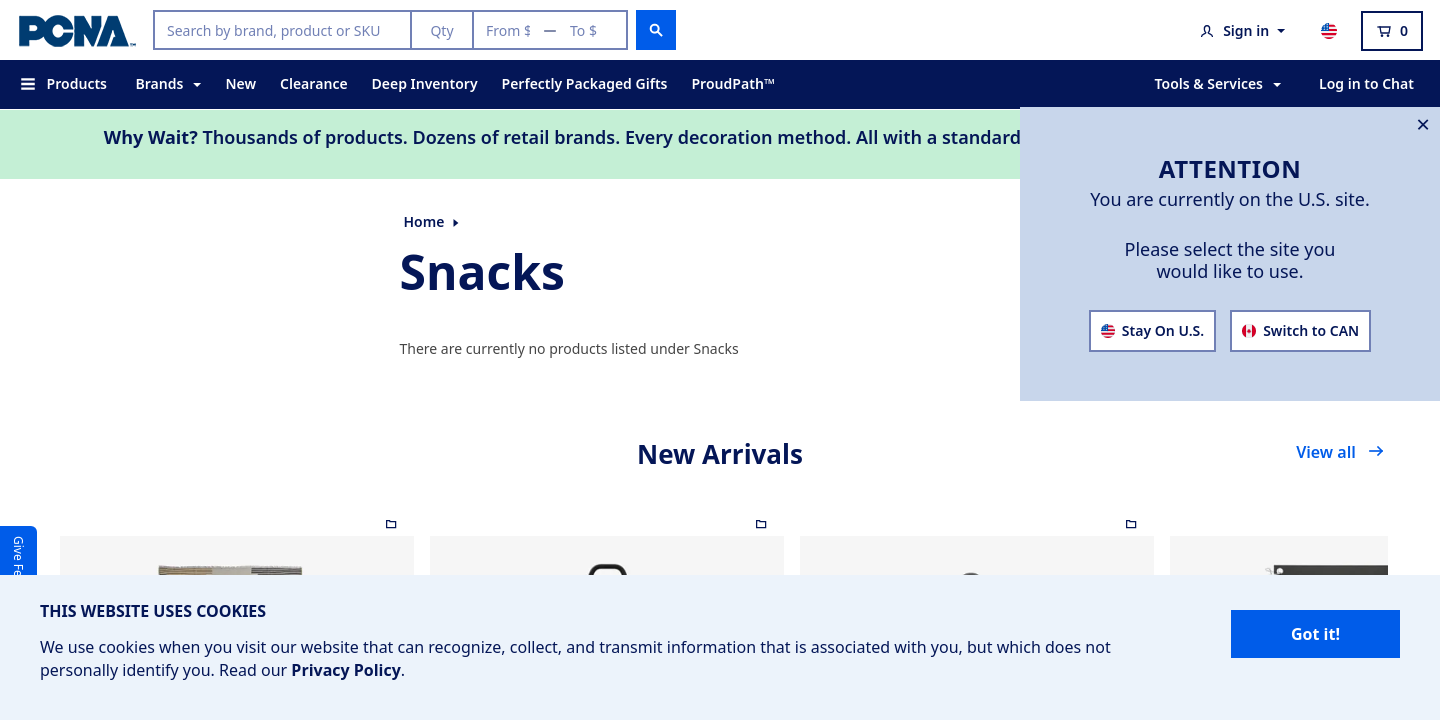 PCNA™
Search by brand, product or SKU
Qty
From $ — To $
Sign in
0
Products
Brands
New
Clearance
Deep Inventory
Perfectly Packaged Gifts
ProudPath™
Tools & Services
Log in to Chat
Why Wait? Thousands of products. Dozens of retail brands. Every decoration method. All with a standard
ATTENTION
You are currently on the U.S. site.
Please select the site you
would like to use.
Stay On U.S.
Switch to CAN
Home
Snacks
There are currently no products listed under Snacks
New Arrivals
View all
Give
THIS WEBSITE USES COOKIES
We use cookies when you visit our website that can recognize, collect, and transmit information that is associated with you, but which does not
personally identify you. Read our Privacy Policy.
Got it!